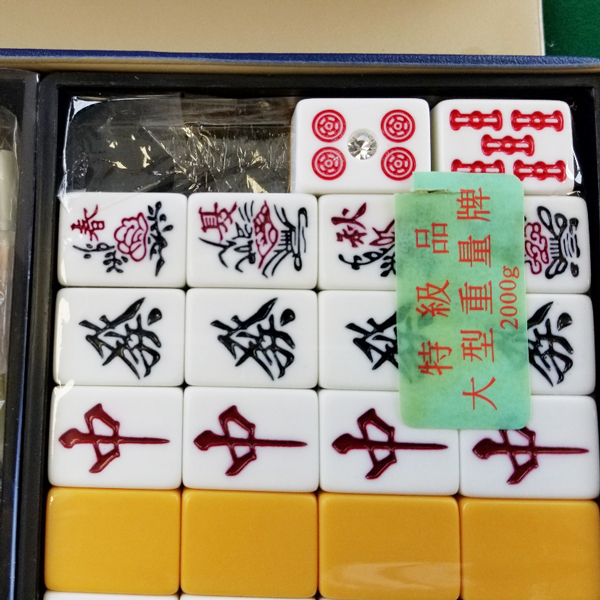 春 夏 秋
發 發 發 發
中 中 中 中
特級品
大型重量牌
2000g